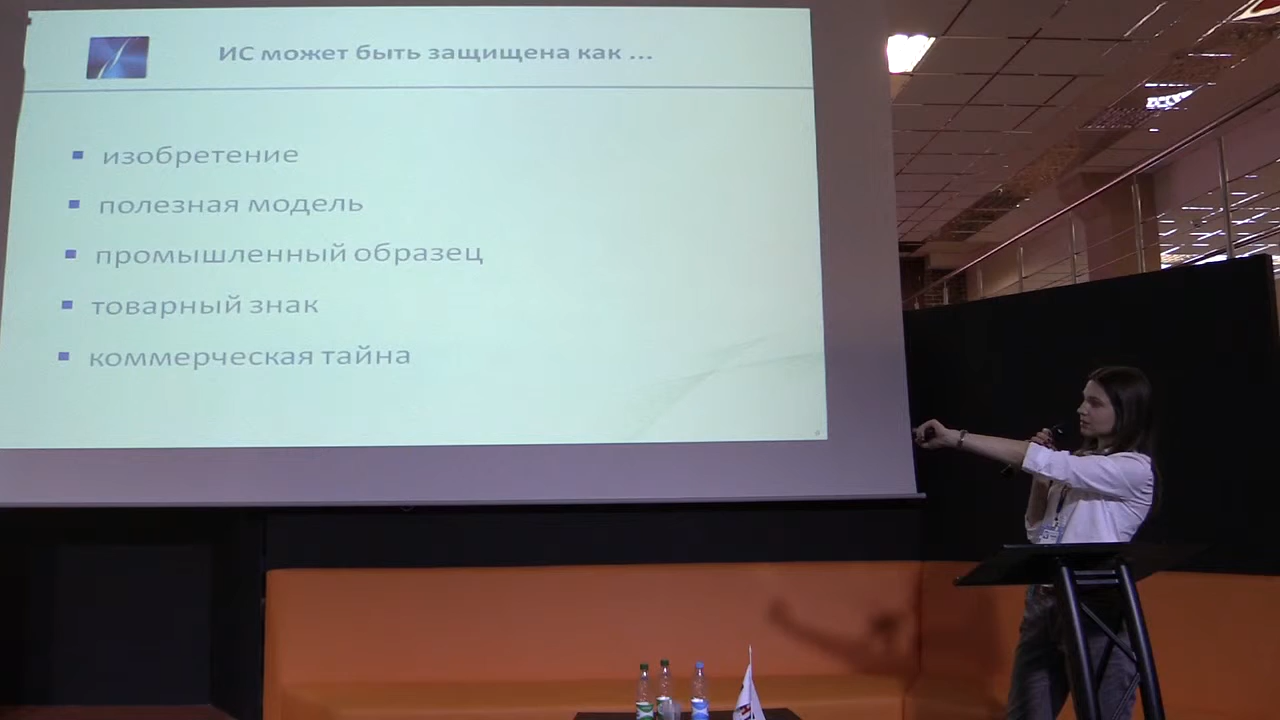 ИС может быть защищена как ...
изобретение
полезная модель
промышленный образец
товарный знак
коммерческая тайна